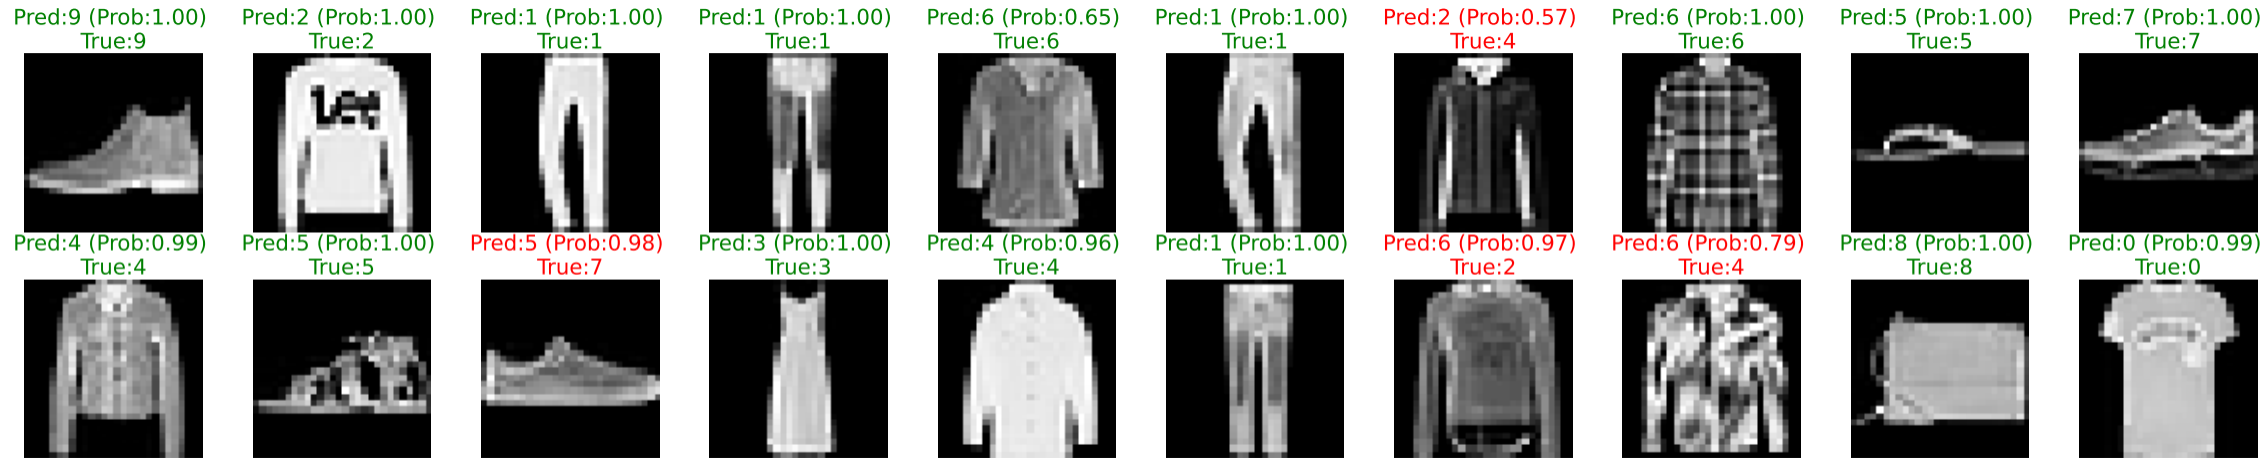 Pred:9 (Prob:1.00)
True:9
Pred:2 (Prob:1.00)
True:2
Pred:1 (Prob:1.00)
True:1
Pred:1 (Prob:1.00)
True:1
Pred:6 (Prob:0.65)
True:6
Pred:1 (Prob:1.00)
True:1
Pred:2 (Prob:0.57)
True:4
Pred:6 (Prob:1.00)
True:6
Pred:5 (Prob:1.00)
True:5
Pred:7 (Prob:1.00)
True:7
Lee
Pred:4 (Prob:0.99)
True:4
Pred:5 (Prob:1.00)
True:5
Pred:5 (Prob:0.98)
True:7
Pred:3 (Prob:1.00)
True:3
Pred:4 (Prob:0.96)
True:4
Pred:1 (Prob:1.00)
True:1
Pred:6 (Prob:0.97)
True:2
Pred:6 (Prob:0.79)
True:4
Pred:8 (Prob:1.00)
True:8
Pred:0 (Prob:0.99)
True:0